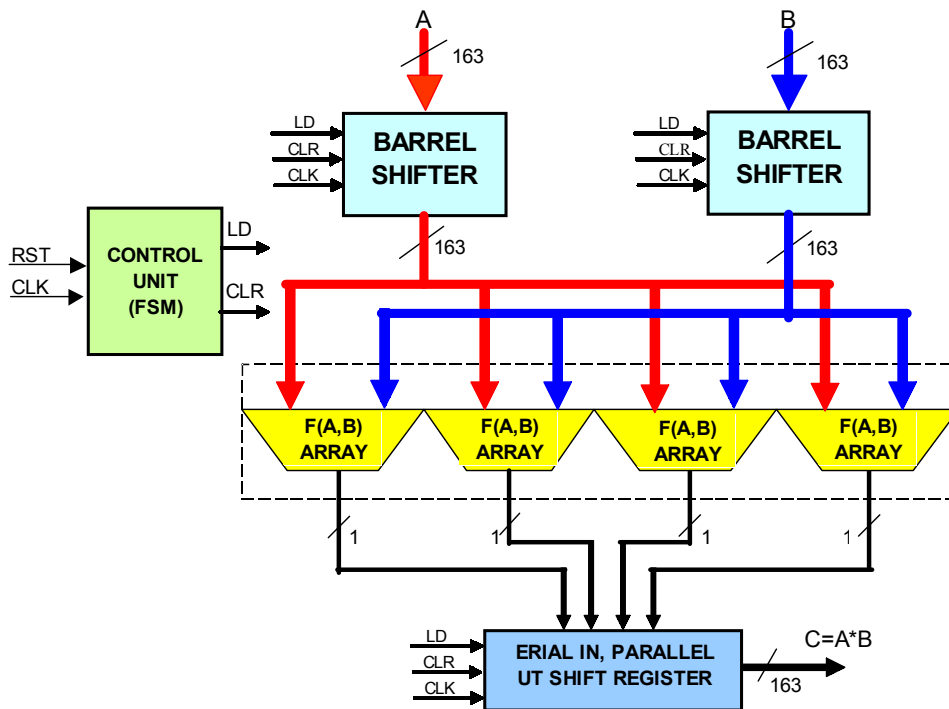 A
B
163
163
LD
CLR
CLK
BARREL
SHIFTER
LD
CLR
CLK
BARREL
SHIFTER
RST
CLK
CONTROL
UNIT
(FSM)
LD
CLR
163
163
F(A,B)
ARRAY
F(A,B)
ARRAY
F(A,B)
ARRAY
F(A,B)
ARRAY
1
1
1
1
LD
CLR
CLK
ERIAL IN, PARALLEL
UT SHIFT REGISTER
C=A*B
163